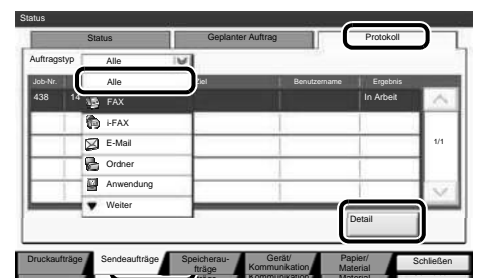 Status
Status Geplanter Auftrag Protokoll
Auftragstyp Alle
Job-Nr. Ziel Benutzername Ergebnis
Alle
438 14 In Arbeit
FAX
i-FAX
E-Mail
1/1
Ordner
Anwendung
Weiter
Detail
Druckaufträge Sendeaufträge Speicherau-
fträge Gerät/
Kommunikation Papier/
Material Schließen